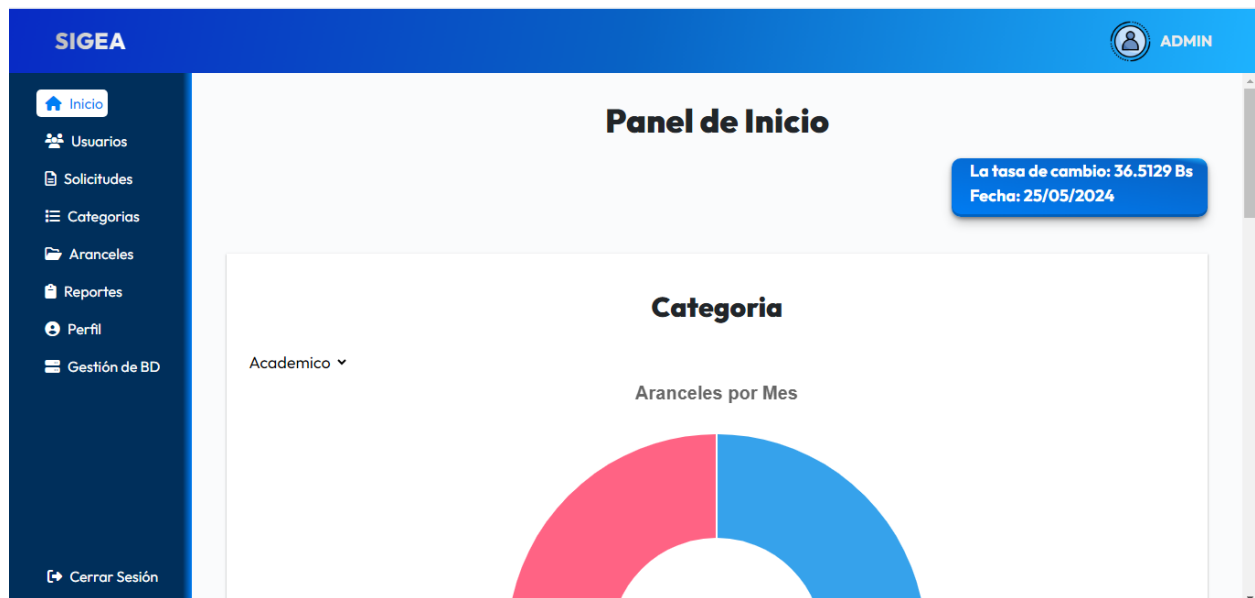 SIGEA
ADMIN
Inicio
Usuarios
Solicitudes
Categorias
Aranceles
Reportes
Perfil
Gestión de BD
Cerrar Sesión
Panel de Inicio
La tasa de cambio: 36.5129 Bs
Fecha: 25/05/2024
Categoria
Academico
Aranceles por Mes